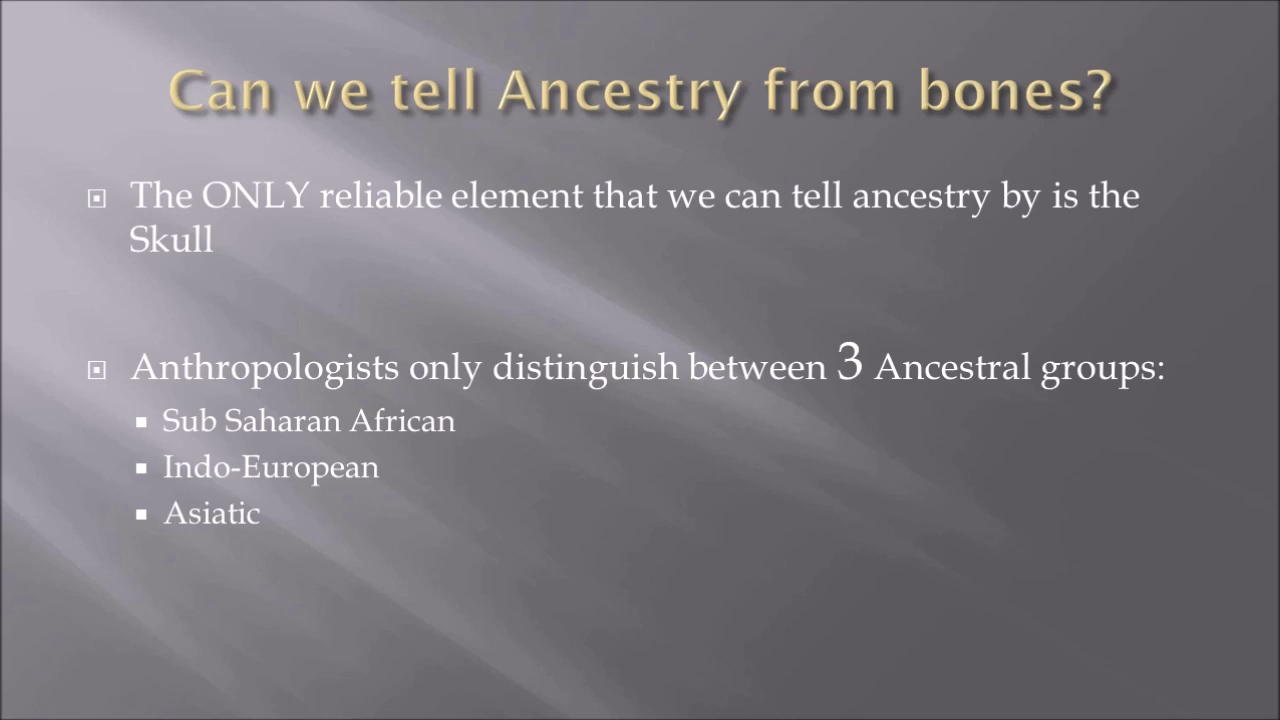 Can we tell Ancestry from bones?
The ONLY reliable element that we can tell ancestry by is the
Skull
Anthropologists only distinguish between 3 Ancestral groups:
Sub Saharan African
Indo-European
Asiatic